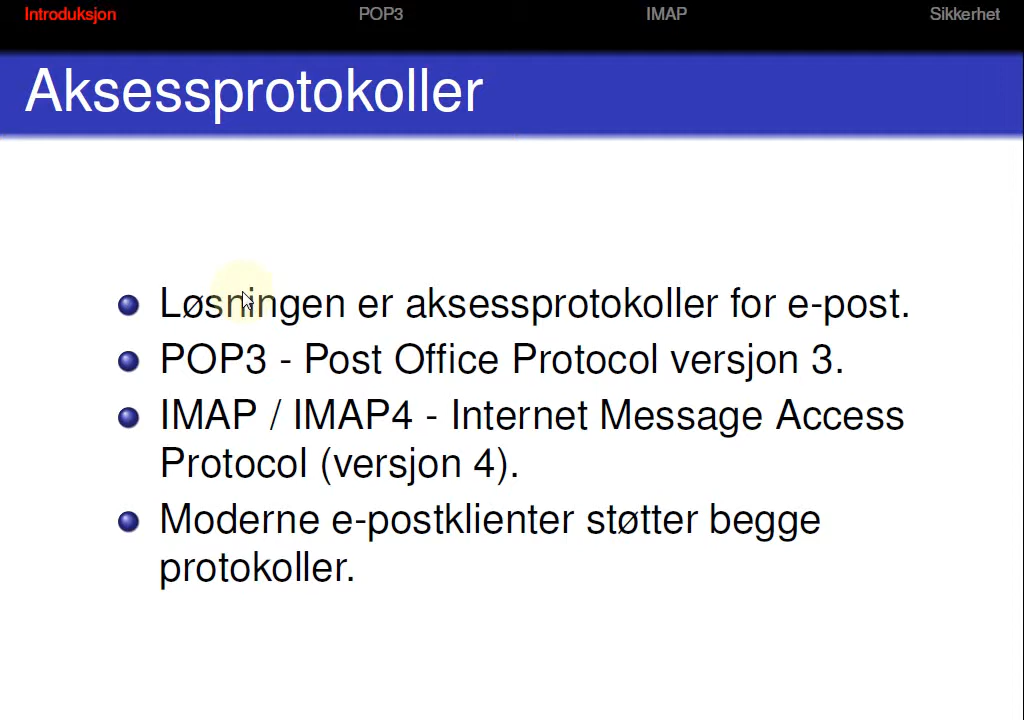 Introduksjon POP3 IMAP Sikkerhet
Aksessprotokoller
Løsningen er aksessprotokoller for e-post.
POP3 - Post Office Protocol versjon 3.
IMAP / IMAP4 - Internet Message Access
Protocol (versjon 4).
Moderne e-postklienter støtter begge
protokoller.